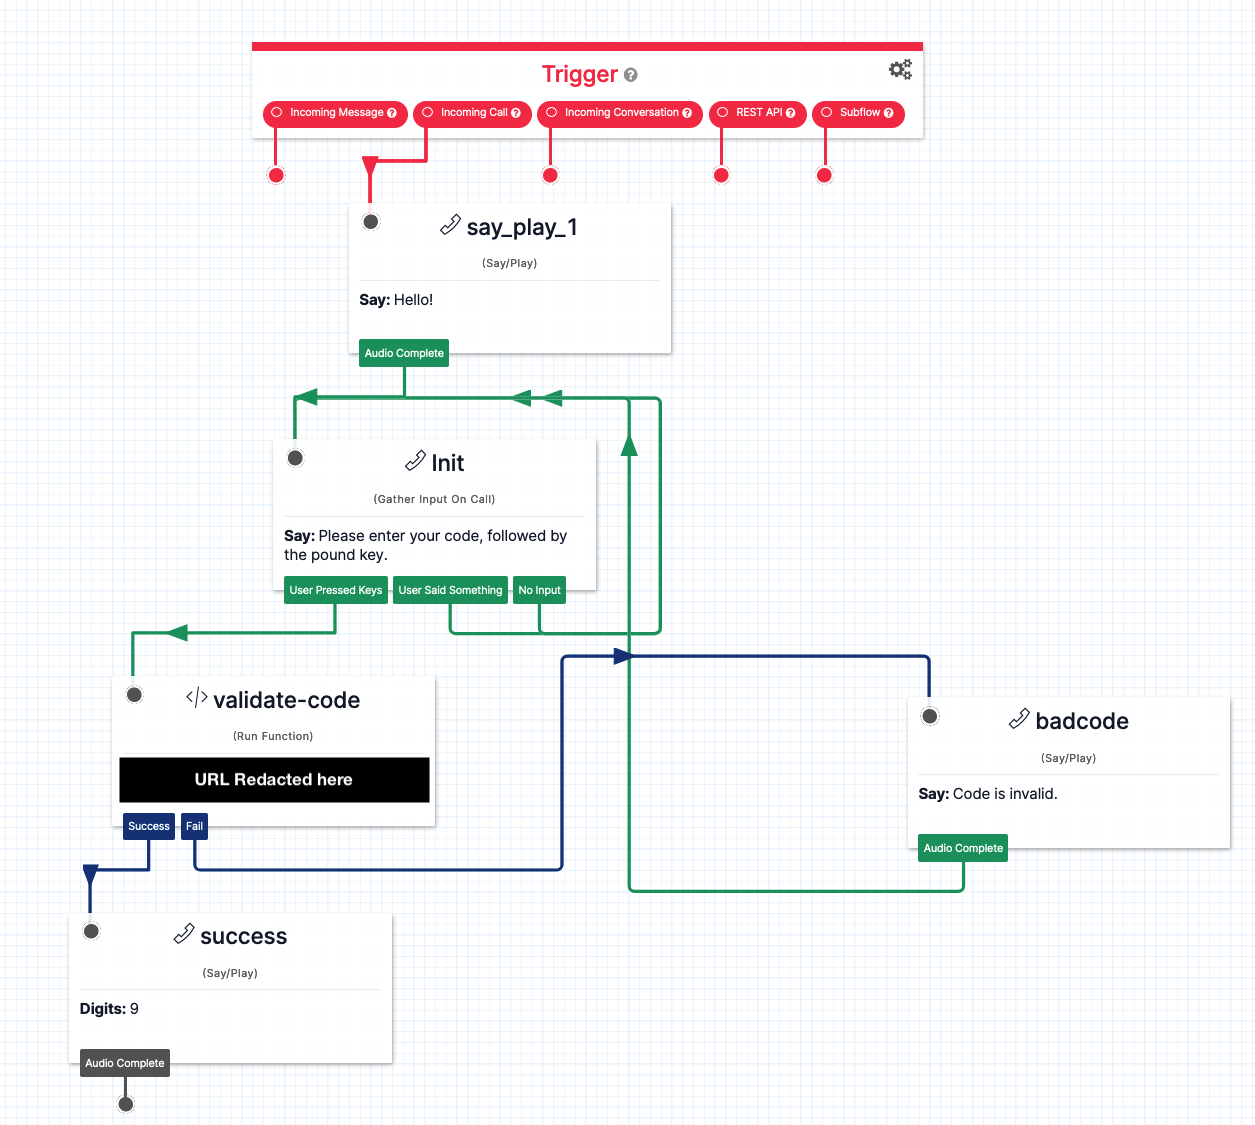 Trigger ?
Incoming Message ? Incoming Call ? Incoming Conversation ? REST API ? Subflow ?
say_play_1
(Say/Play)
Say: Hello!
Audio Complete
Init
(Gather Input On Call)
Say: Please enter your code, followed by
the pound key.
User Pressed Keys User Said Something No Input
</> validate-code
(Run Function)
URL Redacted here
Success Fail
badcode
(Say/Play)
Say: Code is invalid.
Audio Complete
success
(Say/Play)
Digits: 9
Audio Complete